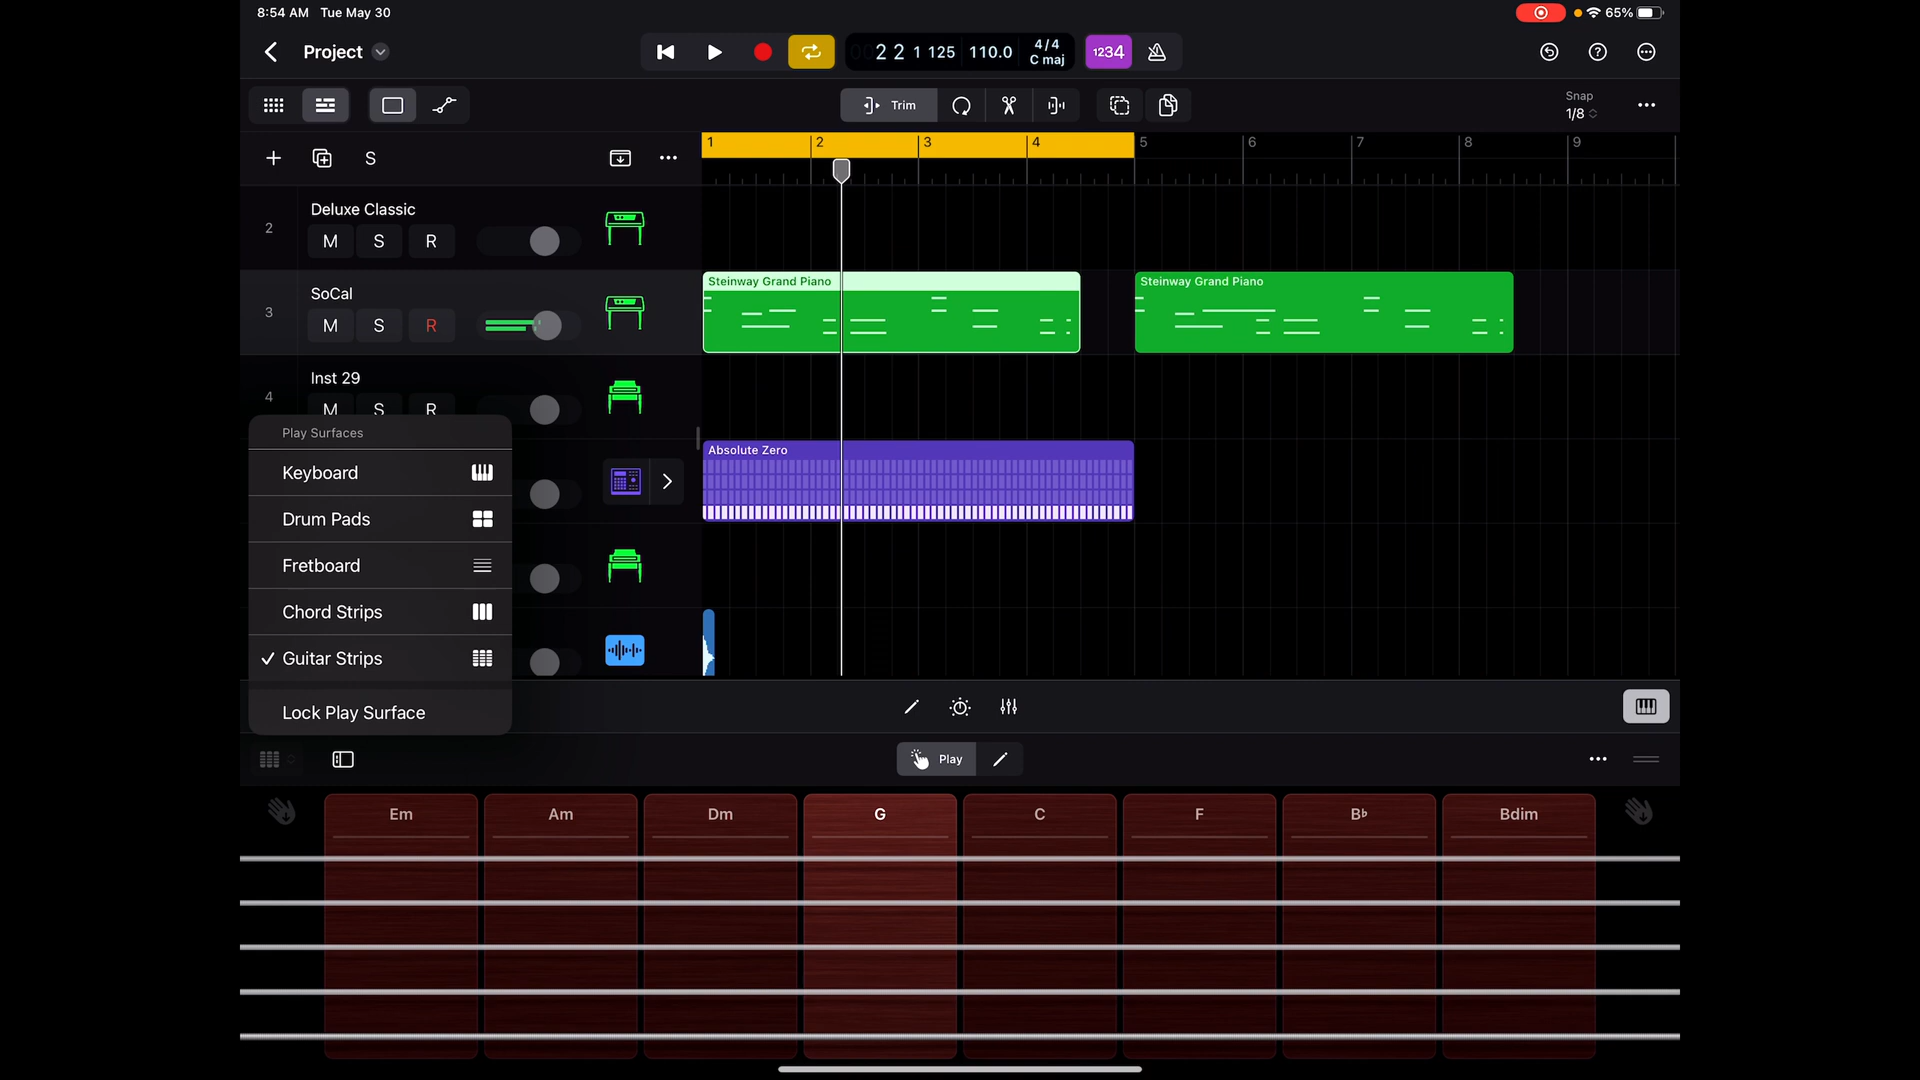 8:54 AM Tue May 30
65%
Project
2 2 1 125 110.0 4/4 C maj
1234
Trim
Snap
1/8
S
1 2 3 4 5 6 7 8 9
2
Deluxe Classic
M S R
3
SoCal
M S R
Steinway Grand Piano
Steinway Grand Piano
4
Inst 29
M S R
Absolute Zero
Play Surfaces
Keyboard
Drum Pads
Fretboard
Chord Strips
Guitar Strips
Lock Play Surface
Play
Em Am Dm G C F B♭ Bdim